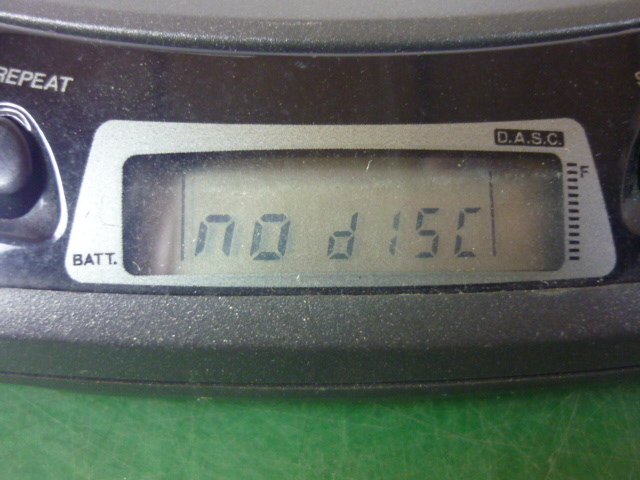 REPEAT
D.A.S.C.
F
no dISC
BATT.